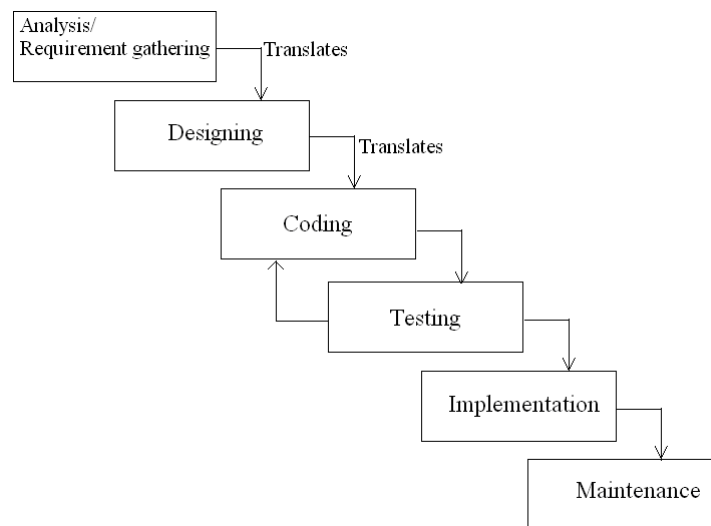 Analysis/
Requirement gathering
Translates
Designing
Translates
Coding
Testing
Implementation
Maintenance